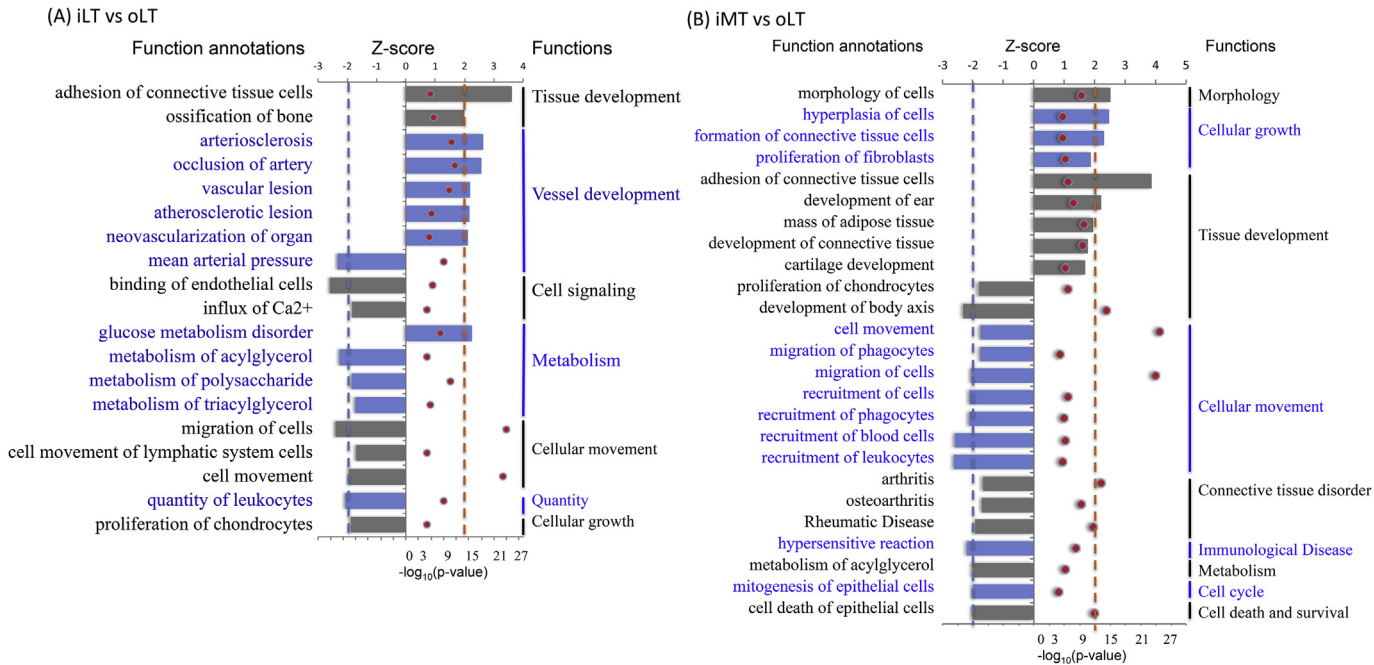 (A) iLT vs oLT
Function annotations Z-score Functions
-3 -2 -1 0 1 2 3 4
adhesion of connective tissue cells
ossification of bone
Tissue development
arteriosclerosis
occlusion of artery
vascular lesion
atherosclerotic lesion
neovascularization of organ
mean arterial pressure
Vessel development
binding of endothelial cells
influx of Ca2+
Cell signaling
glucose metabolism disorder
metabolism of acylglycerol
metabolism of polysaccharide
metabolism of triacylglycerol
Metabolism
migration of cells
cell movement of lymphatic system cells
cell movement
Cellular movement
quantity of leukocytes
Quantity
proliferation of chondrocytes
Cellular growth
0 3 9 15 21 27
-log10(p-value)
(B) iMT vs oLT
Function annotations Z-score Functions
-3 -2 -1 0 1 2 3 4 5
morphology of cells
Morphology
hyperplasia of cells
formation of connective tissue cells
proliferation of fibroblasts
Cellular growth
adhesion of connective tissue cells
development of ear
mass of adipose tissue
development of connective tissue
cartilage development
proliferation of chondrocytes
development of body axis
Tissue development
cell movement
migration of phagocytes
migration of cells
recruitment of cells
recruitment of phagocytes
recruitment of blood cells
recruitment of leukocytes
Cellular movement
arthritis
osteoarthritis
Rheumatic Disease
Connective tissue disorder
hypersensitive reaction
Immunological Disease
metabolism of acylglycerol
Metabolism
mitogenesis of epithelial cells
Cell cycle
cell death of epithelial cells
Cell death and survival
0 3 9 15 21 27
-log10(p-value)